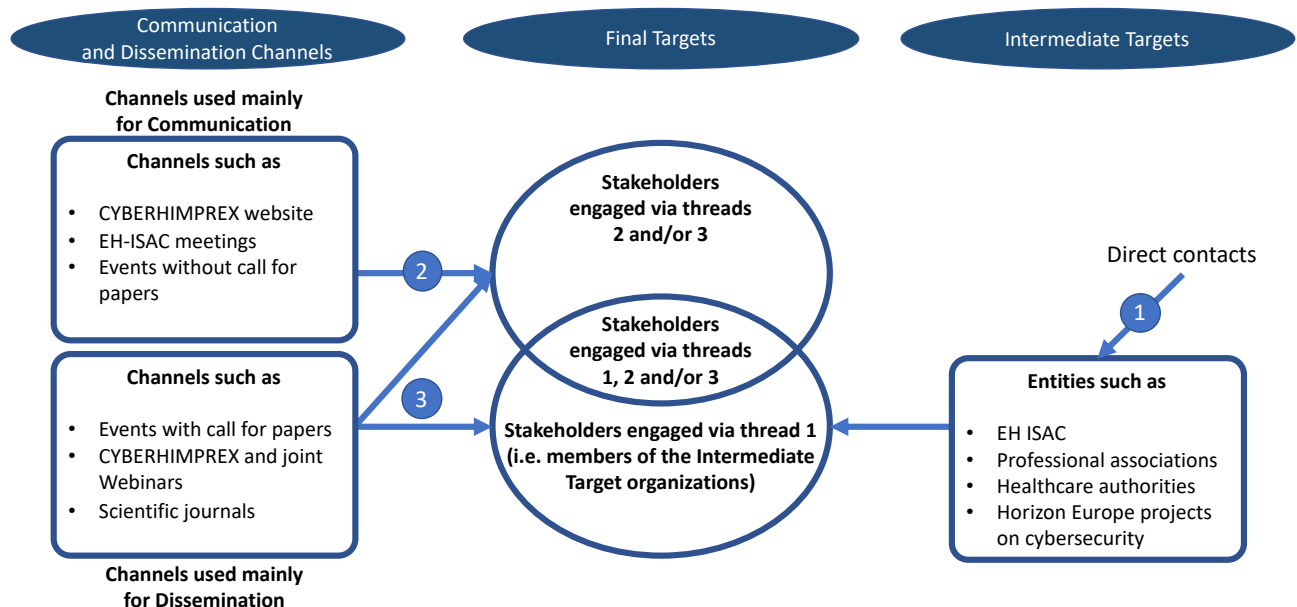 Communication
and Dissemination Channels
Final Targets
Intermediate Targets
Channels used mainly
for Communication
Channels such as
• CYBERHIMPREX website
• EH-ISAC meetings
• Events without call for
papers
2
Channels such as
• Events with call for papers
• CYBERHIMPREX and joint
Webinars
• Scientific journals
3
Channels used mainly
for Dissemination
Stakeholders
engaged via threads
2 and/or 3
Stakeholders
engaged via threads
1, 2 and/or 3
Stakeholders engaged via thread 1
(i.e. members of the Intermediate
Target organizations)
Direct contacts
1
Entities such as
• EH ISAC
• Professional associations
• Healthcare authorities
• Horizon Europe projects
on cybersecurity